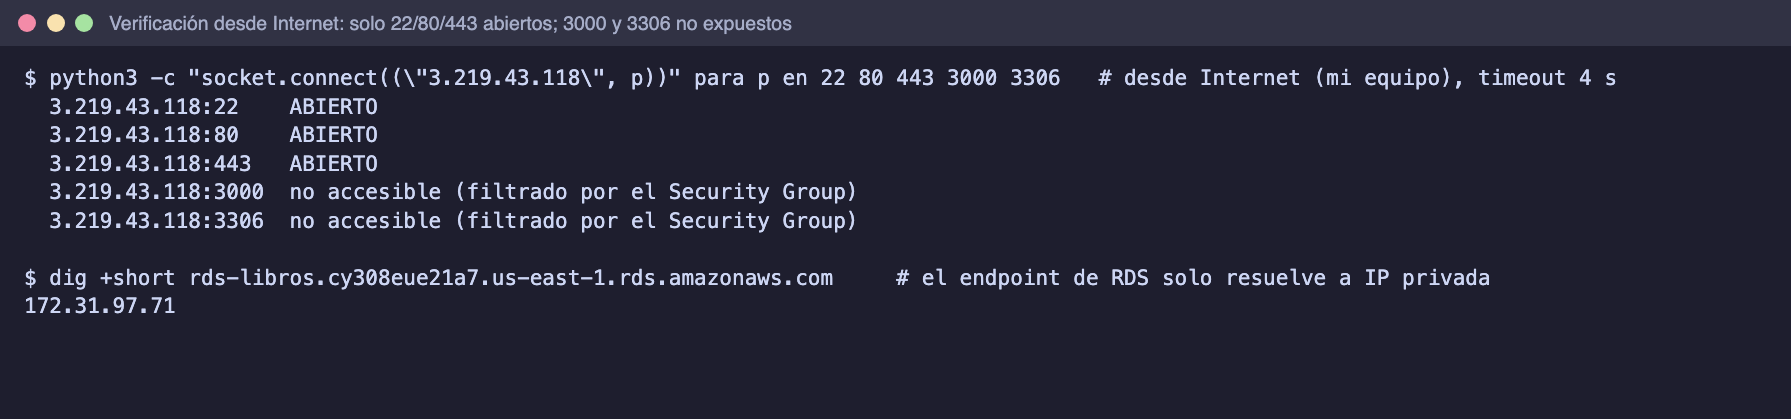 Verificación desde Internet: solo 22/80/443 abiertos; 3000 y 3306 no expuestos
$ python3 -c "socket.connect((\"3.219.43.118\", p))" para p en 22 80 443 3000 3306   # desde Internet (mi equipo), timeout 4 s
  3.219.43.118:22    ABIERTO
  3.219.43.118:80    ABIERTO
  3.219.43.118:443   ABIERTO
  3.219.43.118:3000  no accesible (filtrado por el Security Group)
  3.219.43.118:3306  no accesible (filtrado por el Security Group)
$ dig +short rds-libros.cy308eue21a7.us-east-1.rds.amazonaws.com     # el endpoint de RDS solo resuelve a IP privada
172.31.97.71